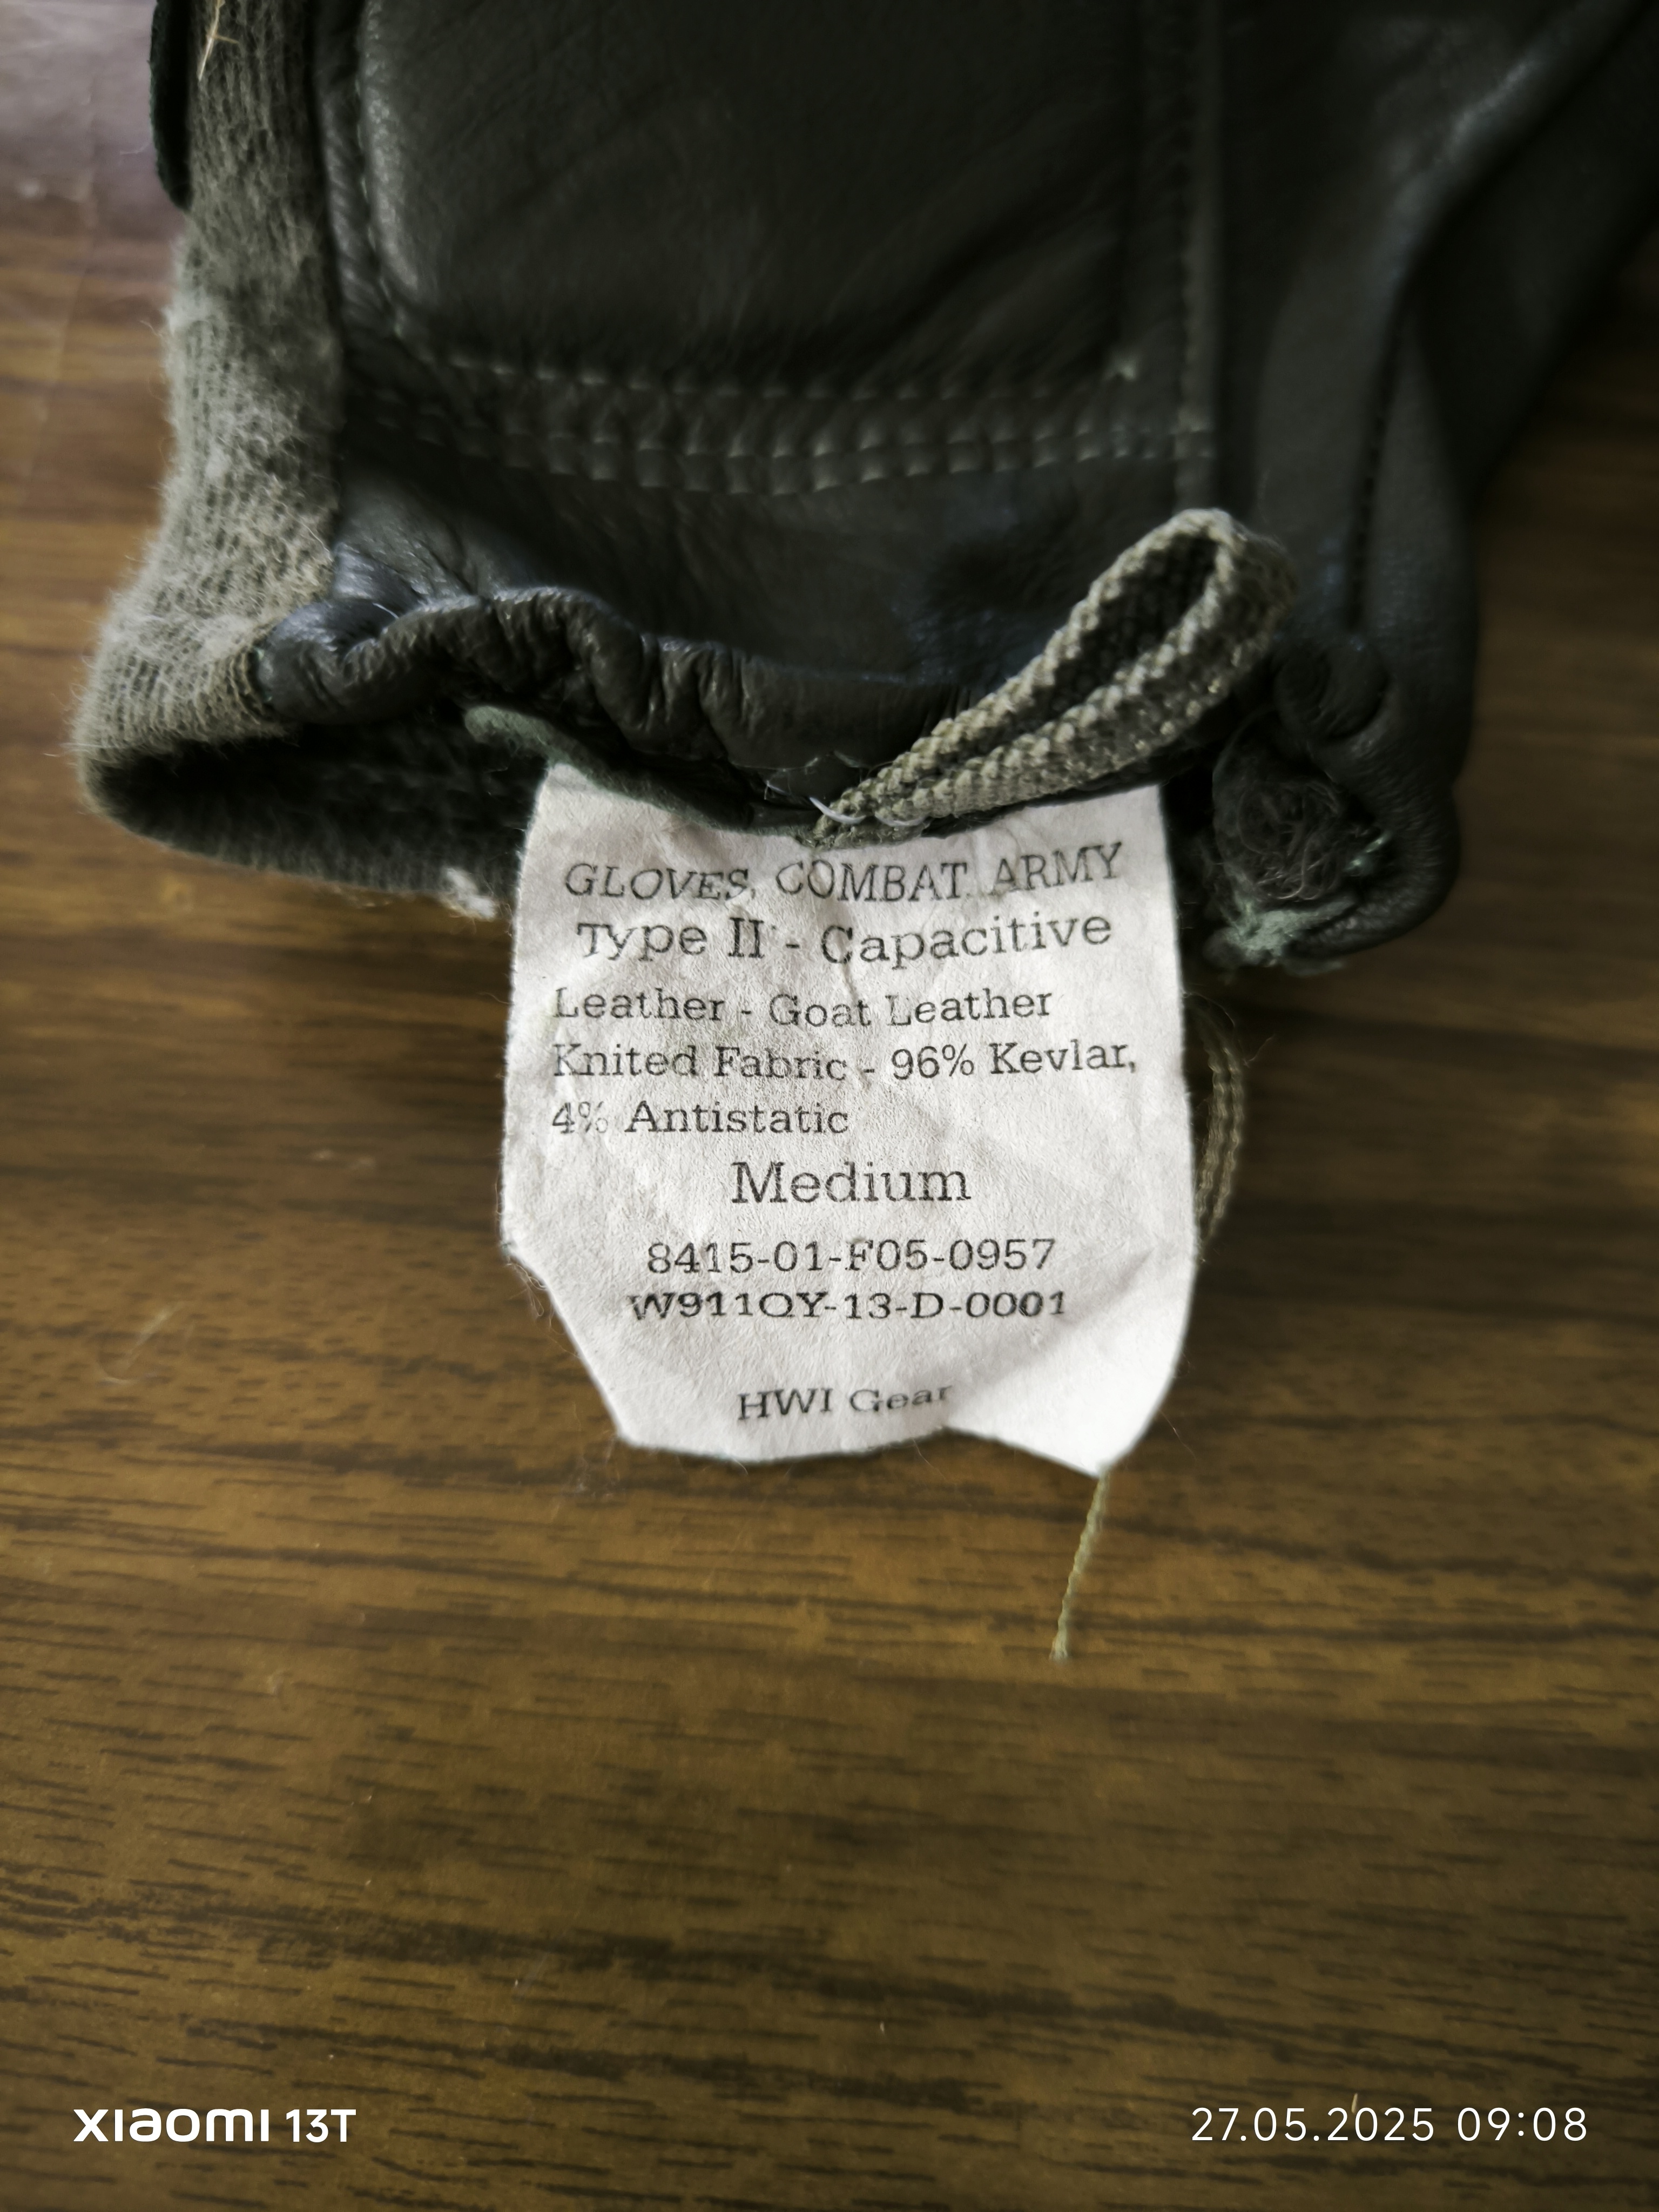 GLOVES, COMBAT ARMY
Type II - Capacitive
Leather - Goat Leather
Knited Fabric - 96% Kevlar,
4% Antistatic
Medium
8415-01-F05-0957
W911QY-13-D-0001
HWI Gear
XIAOMI 13T
27.05.2025 09:08